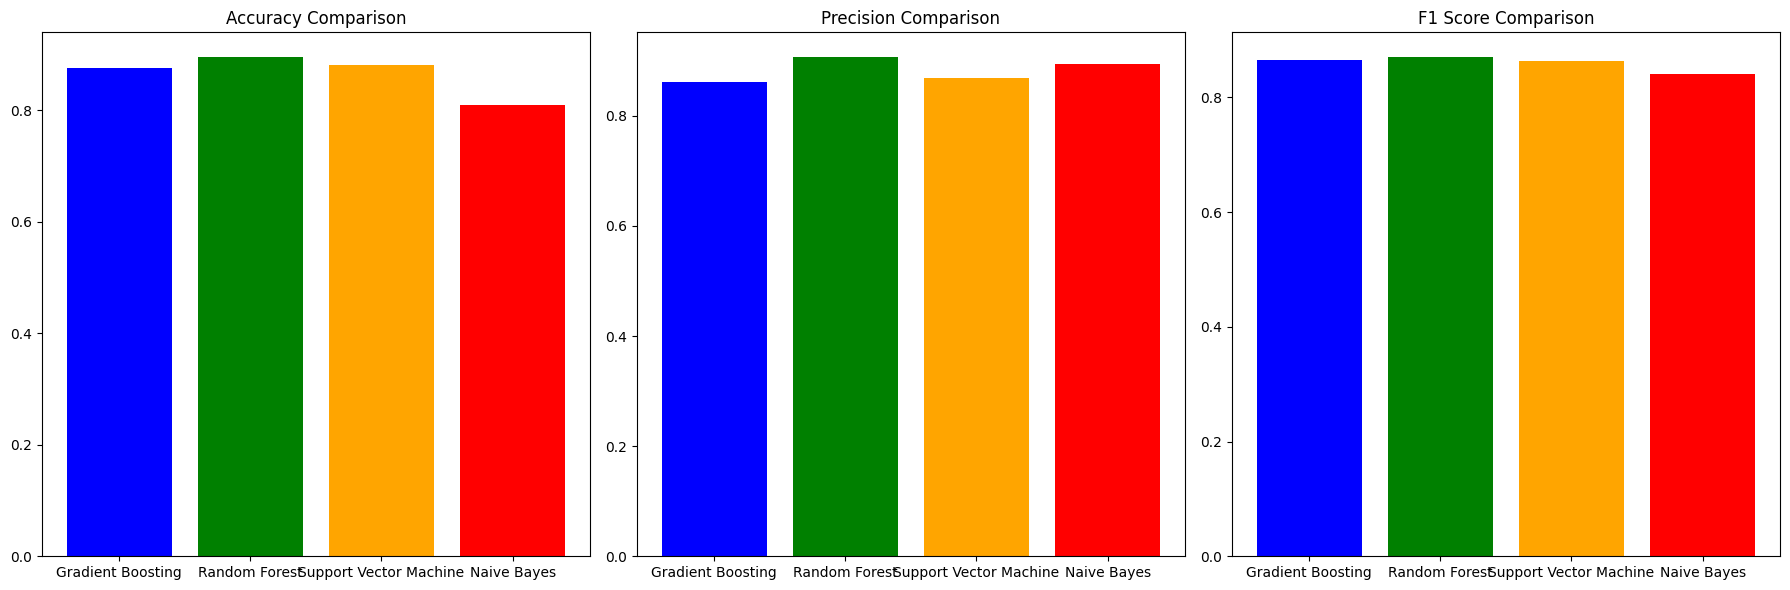 Accuracy Comparison
0.8
0.6
0.4
0.2
0.0
Gradient Boosting Random Forest Support Vector Machine Naive Bayes
Precision Comparison
0.8
0.6
0.4
0.2
0.0
Gradient Boosting Random Forest Support Vector Machine Naive Bayes
F1 Score Comparison
0.8
0.6
0.4
0.2
0.0
Gradient Boosting Random Forest Support Vector Machine Naive Bayes